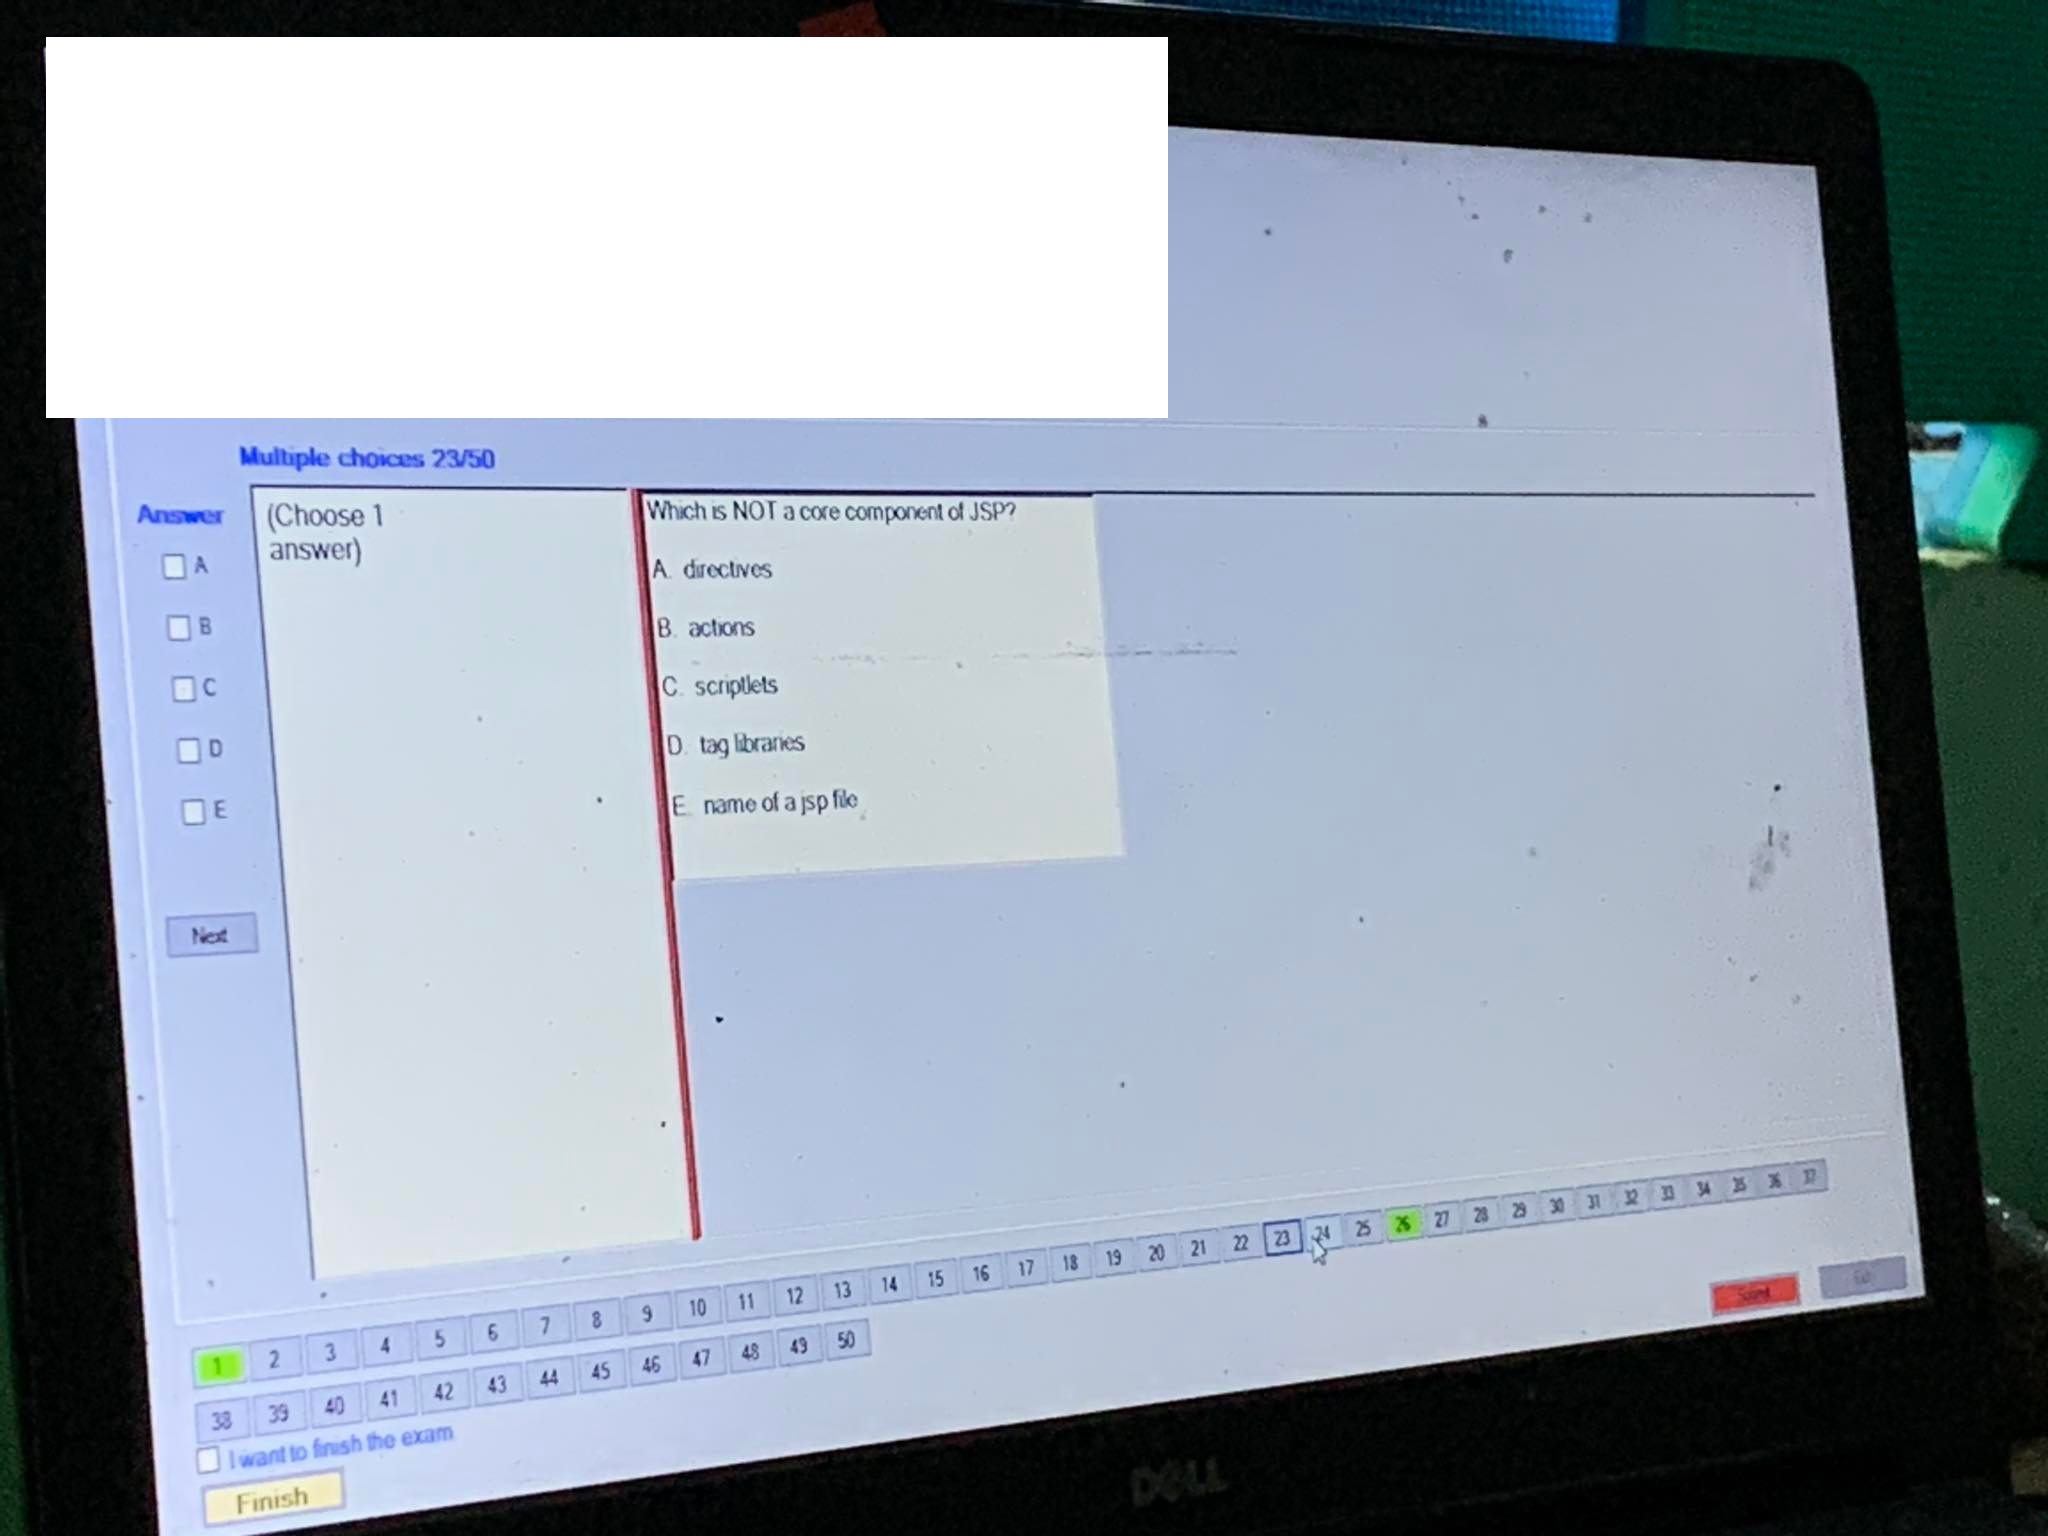 Multiple choices 23/50
Answer
A
B
C
D
E
Next
(Choose 1
answer)
Which is NOT a core component of JSP?
A. directives
B. actions
C. scriptlets
D. tag libraries
E. name of a jsp file
1 2 3 4 5 6 7 8 9 10 11 12 13 14 15 16 17 18 19 20 21 22 23 24 25 26 27 28 29 30 31 32 33 34 35 36 37
38 39 40 41 42 43 44 45 46 47 48 49 50
I want to finish the exam
Finish
DELL